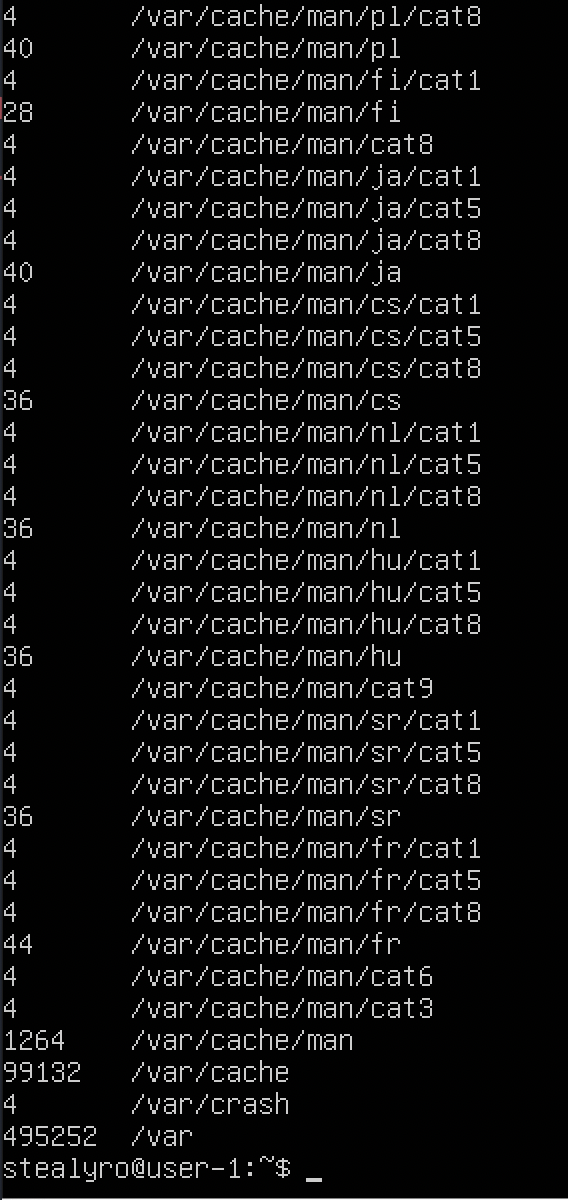 4       /var/cache/man/pl/cat8
40      /var/cache/man/pl
4       /var/cache/man/fi/cat1
28      /var/cache/man/fi
4       /var/cache/man/cat8
4       /var/cache/man/ja/cat1
4       /var/cache/man/ja/cat5
4       /var/cache/man/ja/cat8
40      /var/cache/man/ja
4       /var/cache/man/cs/cat1
4       /var/cache/man/cs/cat5
4       /var/cache/man/cs/cat8
36      /var/cache/man/cs
4       /var/cache/man/nl/cat1
4       /var/cache/man/nl/cat5
4       /var/cache/man/nl/cat8
36      /var/cache/man/nl
4       /var/cache/man/hu/cat1
4       /var/cache/man/hu/cat5
4       /var/cache/man/hu/cat8
36      /var/cache/man/hu
4       /var/cache/man/cat9
4       /var/cache/man/sr/cat1
4       /var/cache/man/sr/cat5
4       /var/cache/man/sr/cat8
36      /var/cache/man/sr
4       /var/cache/man/fr/cat1
4       /var/cache/man/fr/cat5
4       /var/cache/man/fr/cat8
44      /var/cache/man/fr
4       /var/cache/man/cat6
4       /var/cache/man/cat3
1264    /var/cache/man
99132   /var/cache
4       /var/crash
495252  /var
stealyro@user-1:~$ _